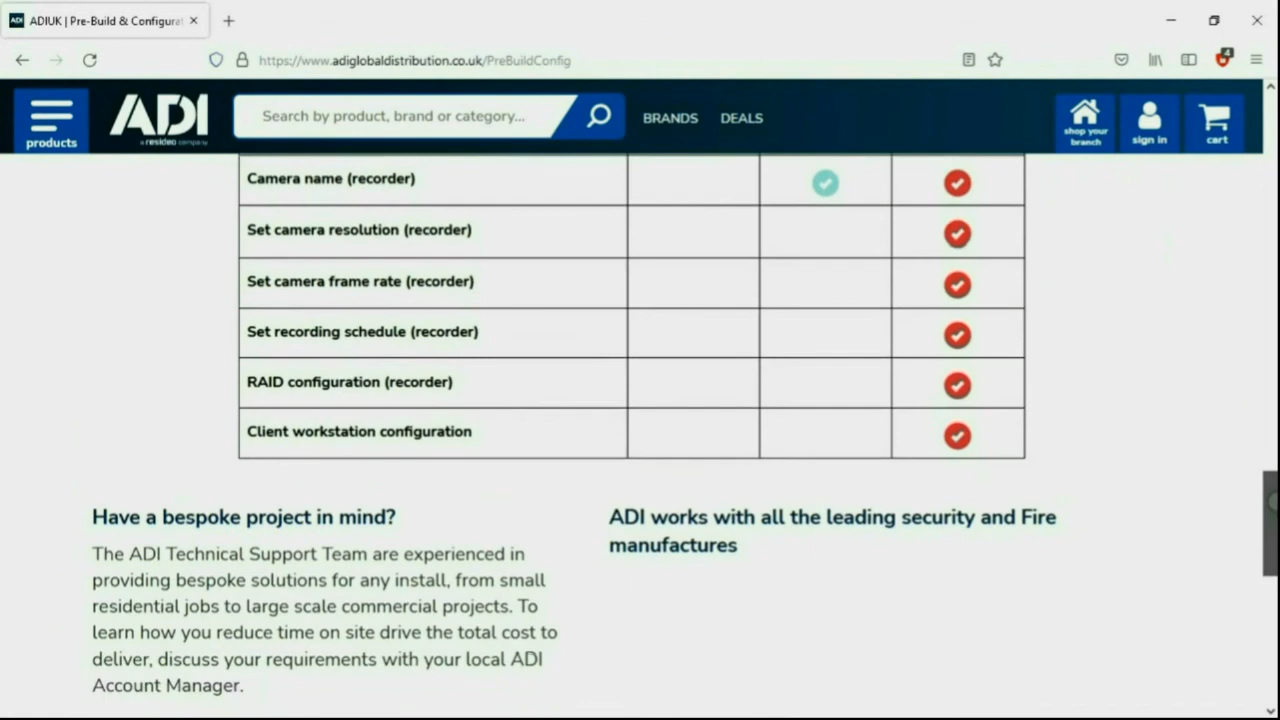 ADI
ADIUK | Pre-Build & Configurat
https://www.adiglobaldistribution.co.uk/PreBuildConfig
4
products
ADI
a resideo company
Search by product, brand or category...
BRANDS
DEALS
shop your
branch
sign in
cart
Camera name (recorder)
Set camera resolution (recorder)
Set camera frame rate (recorder)
Set recording schedule (recorder)
RAID configuration (recorder)
Client workstation configuration
Have a bespoke project in mind?
The ADI Technical Support Team are experienced in
providing bespoke solutions for any install, from small
residential jobs to large scale commercial projects. To
learn how you reduce time on site drive the total cost to
deliver, discuss your requirements with your local ADI
Account Manager.
ADI works with all the leading security and Fire
manufactures